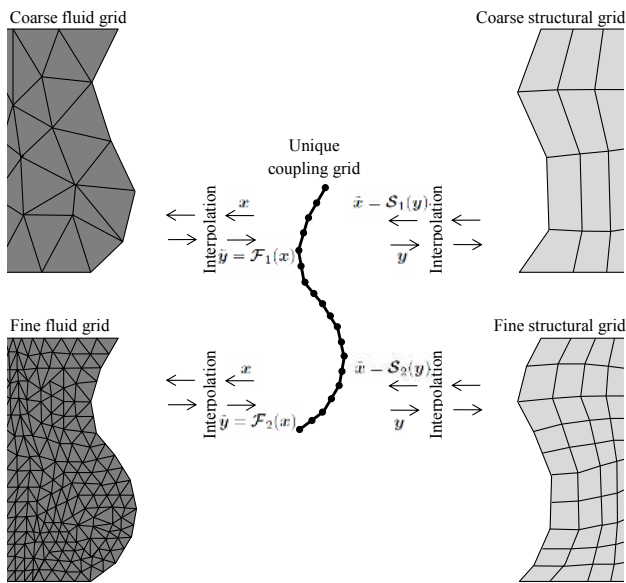 Coarse fluid grid
Coarse structural grid
Unique
coupling grid
Interpolation
x
ỹ = F₁(x)
x̃ − S₁(y)
y
Interpolation
Fine fluid grid
Fine structural grid
Interpolation
x
ỹ = F₂(x)
x̃ − S₂(y)
y
Interpolation